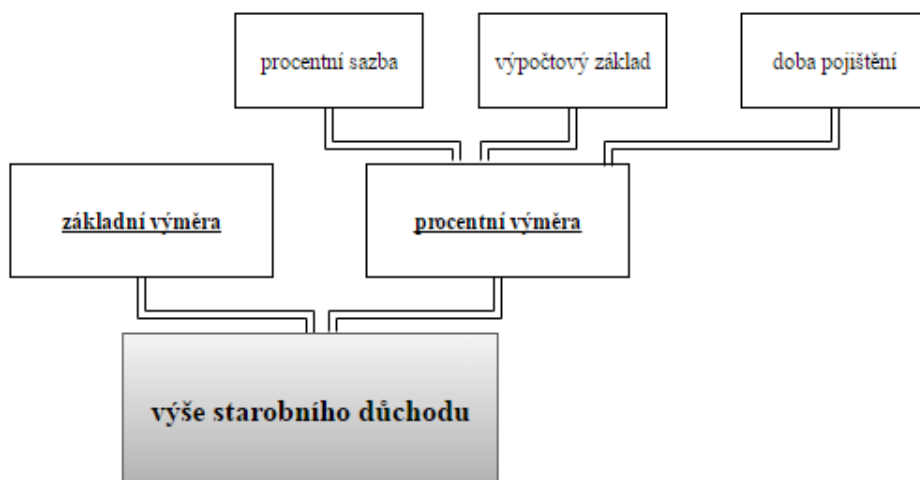 procentní sazba
výpočtový základ
doba pojištění
základní výměra
procentní výměra
výše starobního důchodu